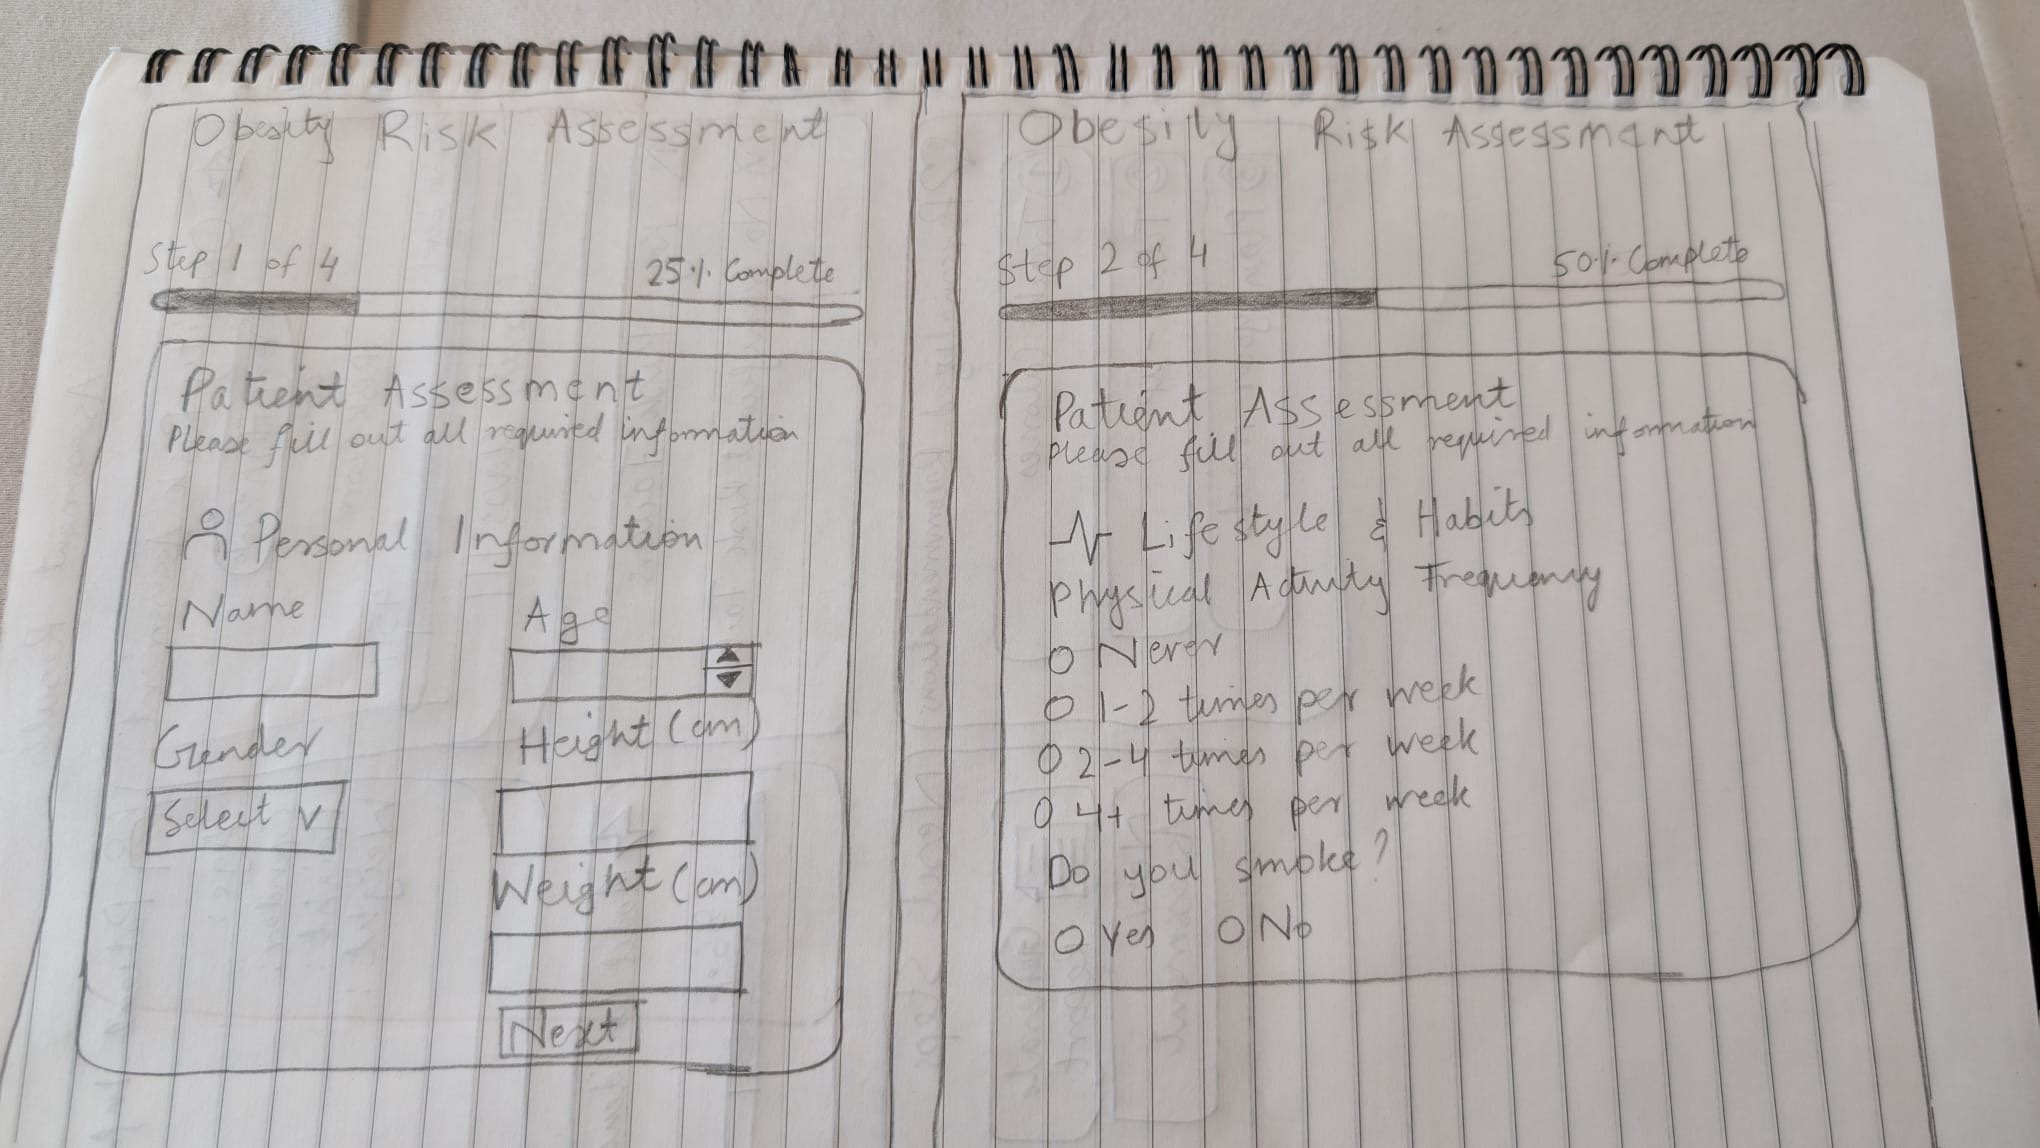 Obesity Risk Assessment
Step 1 of 4
25% Complete
Patient Assessment
Please fill out all required information
Personal Information
Name
Age
Gender
Height (cm)
Select
Weight (cm)
Next
Obesity Risk Assessment
Step 2 of 4
50% Complete
Patient Assessment
Please fill out all required information
Lifestyle & Habits
Physical Activity Frequency
Never
1-2 times per week
2-4 times per week
4+ times per week
Do you smoke?
Yes No